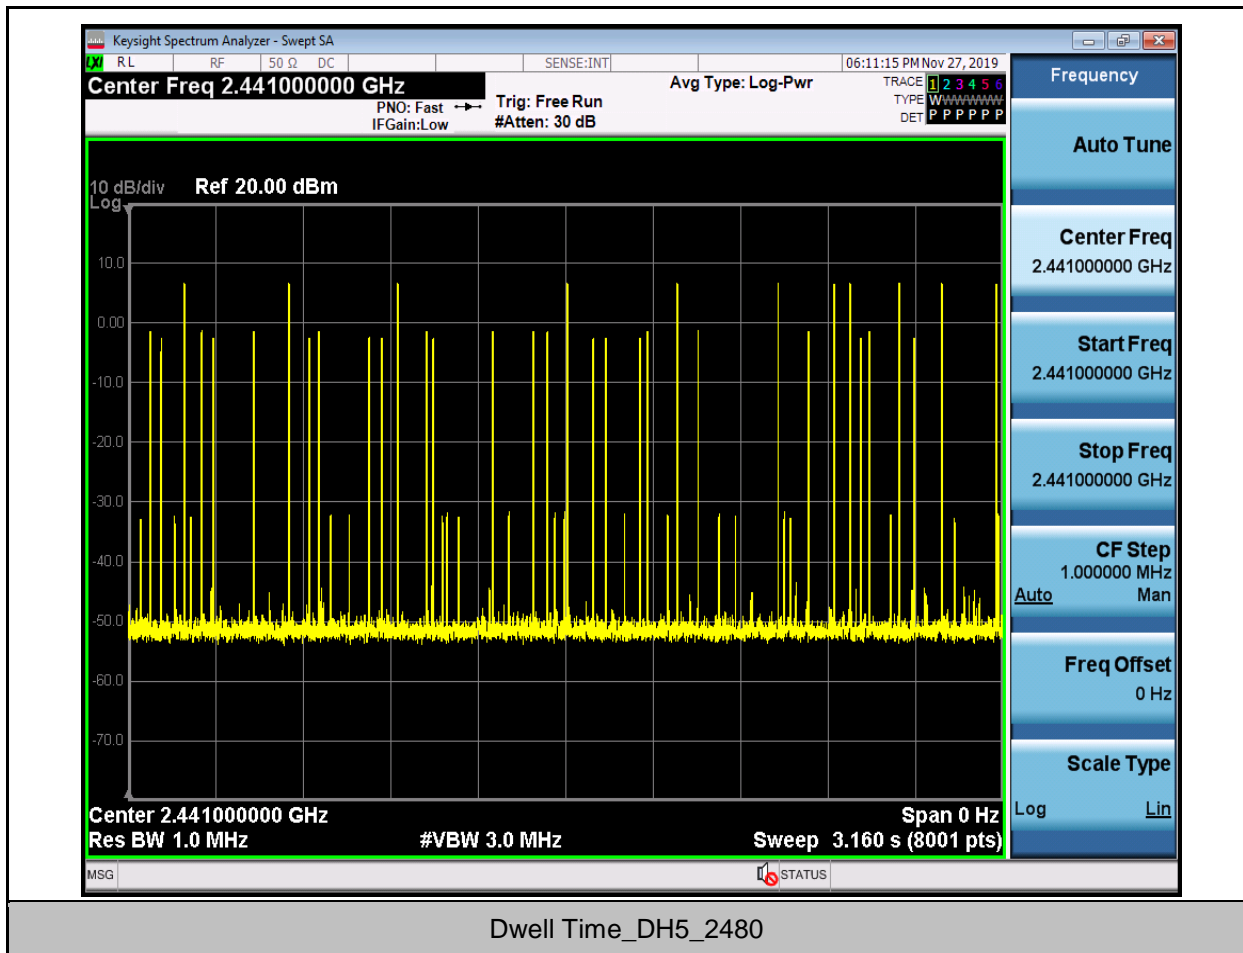 Keysight Spectrum Analyzer - Swept SA
LXI RL RF 50 Ω DC SENSE:INT 06:11:15 PM Nov 27, 2019
Center Freq 2.441000000 GHz Avg Type: Log-Pwr TRACE 1 2 3 4 5 6
PNO: Fast Trig: Free Run TYPE WWWWWWW
IFGain:Low #Atten: 30 dB DET P P P P P P
10 dB/div Ref 20.00 dBm
Log
10.0
0.00
-10.0
-20.0
-30.0
-40.0
-50.0
-60.0
-70.0
Center 2.441000000 GHz Span 0 Hz
Res BW 1.0 MHz #VBW 3.0 MHz Sweep 3.160 s (8001 pts)
MSG STATUS
Frequency
Auto Tune
Center Freq
2.441000000 GHz
Start Freq
2.441000000 GHz
Stop Freq
2.441000000 GHz
CF Step
1.000000 MHz
Auto Man
Freq Offset
0 Hz
Scale Type
Log Lin
Dwell Time_DH5_2480